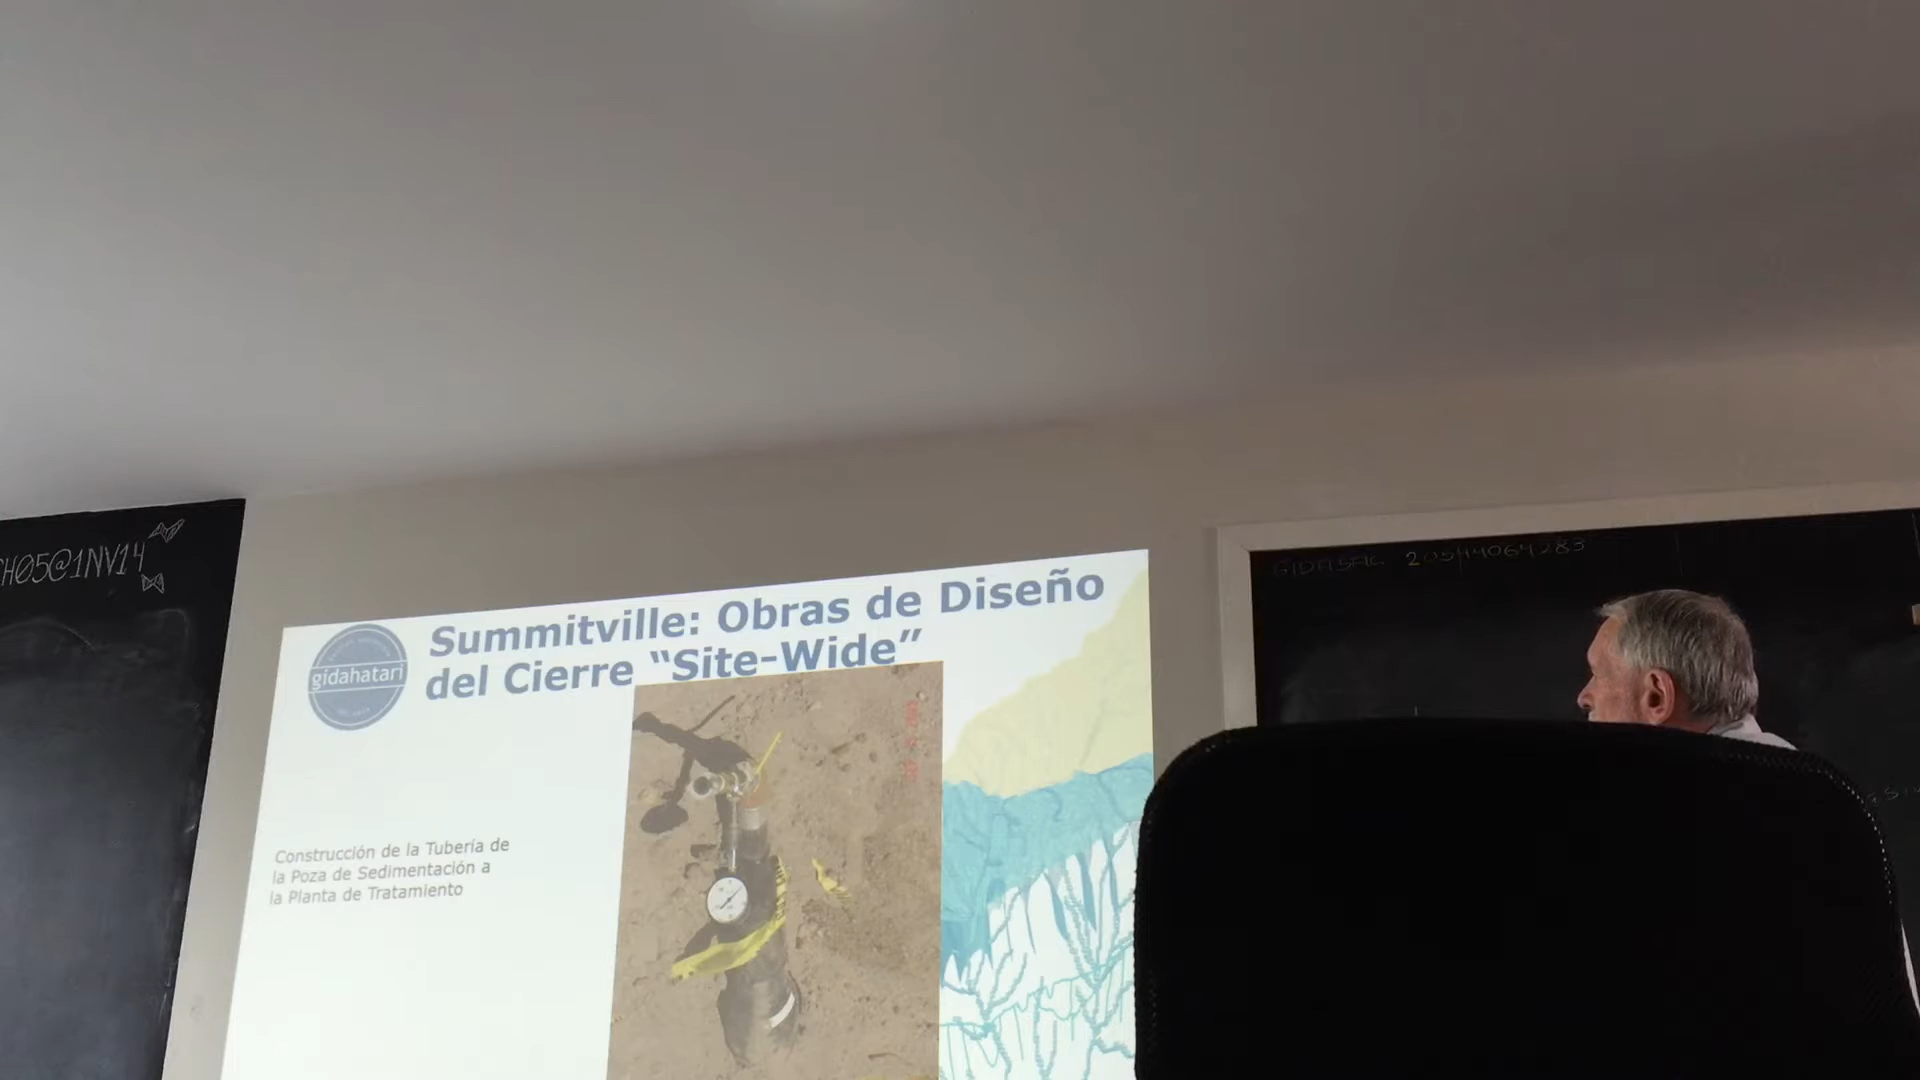 H05@1NV14
gidahatari
Summitville: Obras de Diseño
del Cierre “Site-Wide”
Construcción de la Tubería de
la Poza de Sedimentación a
la Planta de Tratamiento
GIDASAC 20544064283